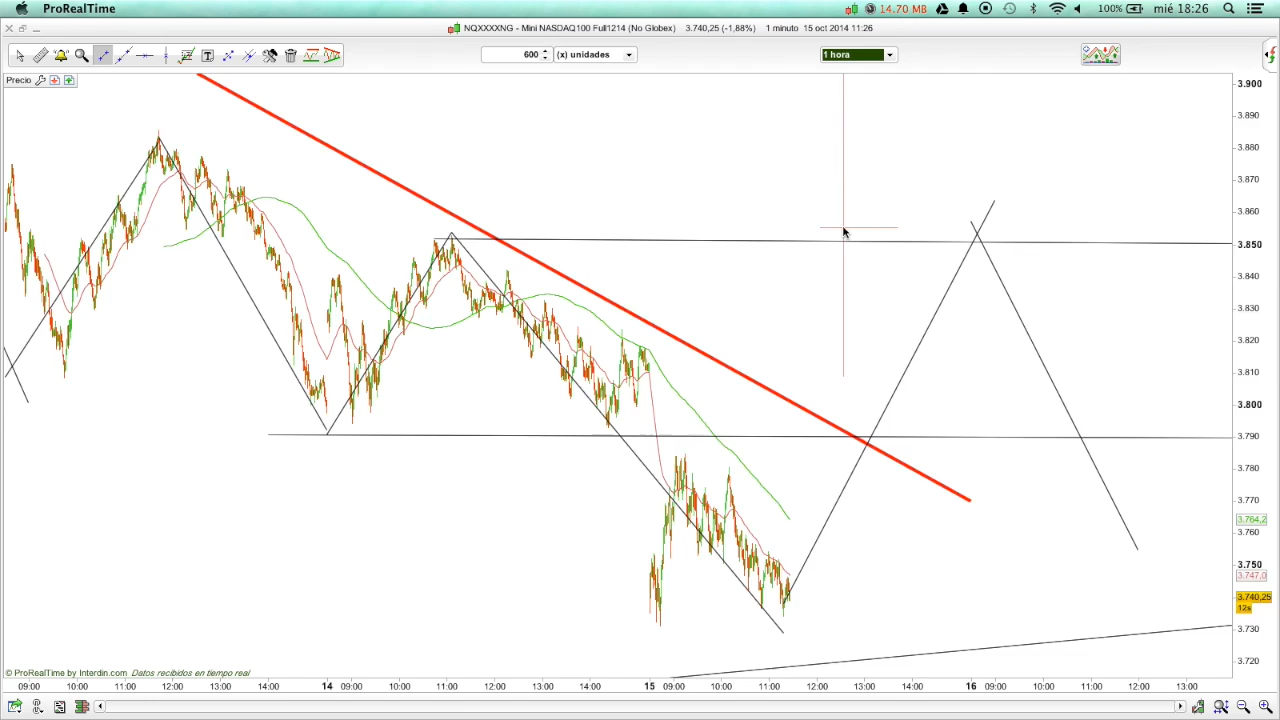 ProRealTime
14.70 MB
100%
mié 18:26
NQXXXXNG - Mini NASDAQ100 Full1214 (No Globex) 3.740,25 (-1,88%) 1 minuto 15 oct 2014 11:26
600 (x) unidades
1 hora
Precio
3.900
3.890
3.880
3.870
3.860
3.850
3.840
3.830
3.820
3.810
3.800
3.790
3.780
3.770
3.764,2
3.760
3.750
3.747,0
3.740,25
12s
3.730
3.720
© ProRealTime by Interdin.com Datos recibidos en tiempo real
09:00 10:00 11:00 12:00 13:00 14:00 14 09:00 10:00 11:00 12:00 13:00 14:00 15 09:00 10:00 11:00 12:00 13:00 14:00 16 09:00 10:00 11:00 12:00 13:00